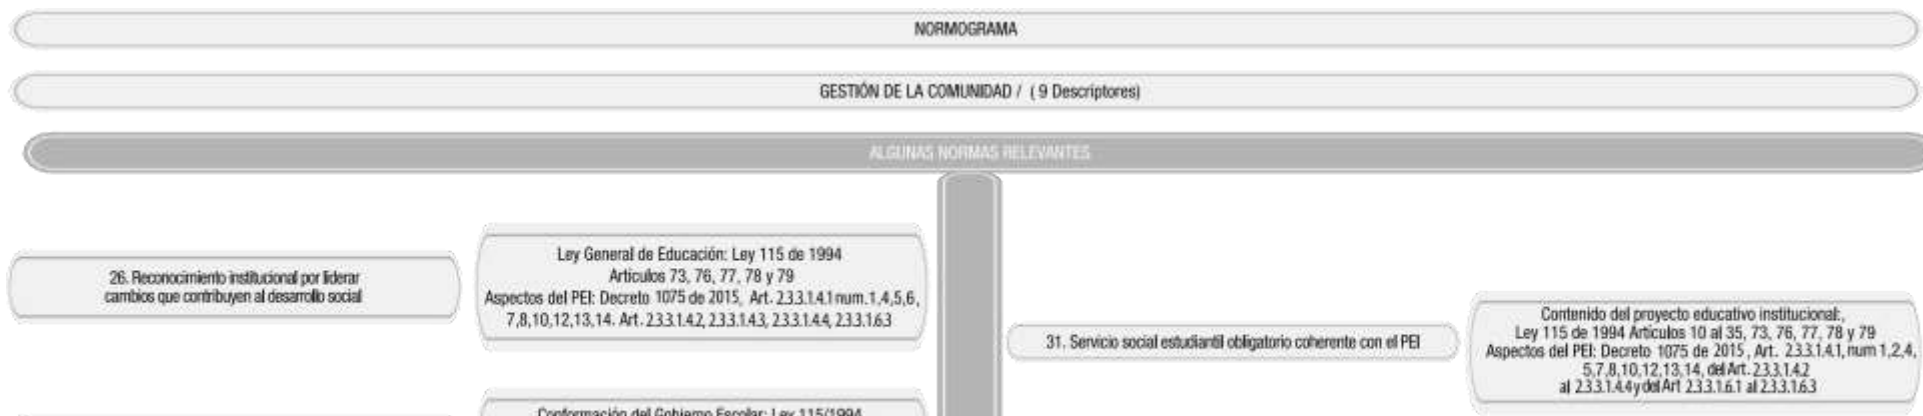 NORMOGRAMA
GESTIÓN DE LA COMUNIDAD / ( 9 Descriptores)
ALGUNAS NORMAS RELEVANTES
26. Reconocimiento institucional por liderar
cambios que contribuyen al desarrollo social
Ley General de Educación: Ley 115 de 1994
Artículos 73, 76, 77, 78 y 79
Aspectos del PEI: Decreto 1075 de 2015, Art. 2.3.3.1.4.1 num. 1,4,5,6,
7,8,10,12,13,14. Art. 2.3.3.1.4.2, 2.3.3.1.4.3, 2.3.3.1.4.4, 2.3.3.1.6.3
31. Servicio social estudiantil obligatorio coherente con el PEI
Contenido del proyecto educativo institucional:,
Ley 115 de 1994 Artículos 10 al 35, 73, 76, 77, 78 y 79
Aspectos del PEI: Decreto 1075 de 2015, Art. 2.3.3.1.4.1, num 1,2,4,
5,7,8,10,12,13,14, del Art. 2.3.3.1.4.2
al 2.3.3.1.4.4 y del Art 2.3.3.1.6.1 al 2.3.3.1.6.3
Conformación del Gobierno Escolar: Ley 115/1994